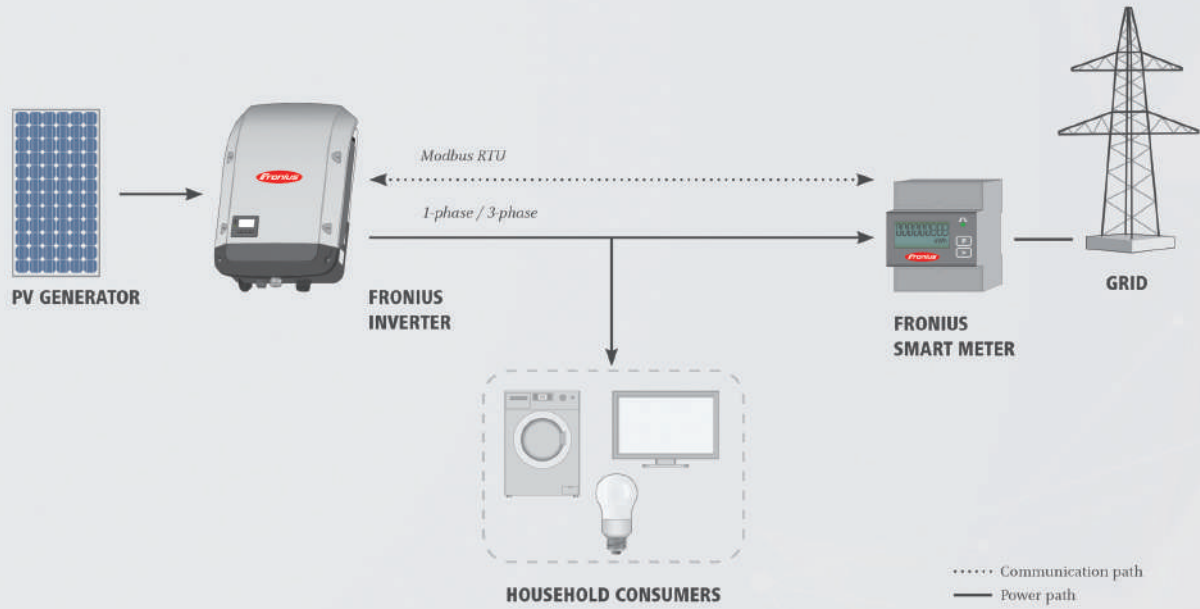 Modbus RTU
1-phase / 3-phase
Fronius
Fronius
PV GENERATOR
FRONIUS
INVERTER
FRONIUS
SMART METER
GRID
HOUSEHOLD CONSUMERS
Communication path
Power path